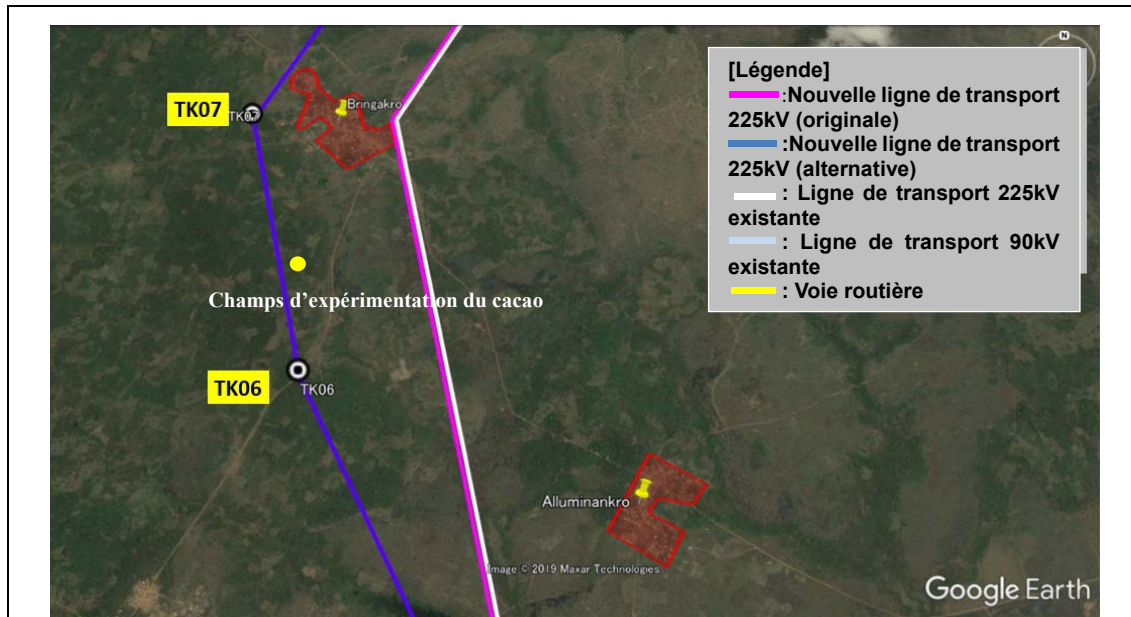 [Légende]
:Nouvelle ligne de transport
225kV (originale)
:Nouvelle ligne de transport
225kV (alternative)
: Ligne de transport 225kV
existante
: Ligne de transport 90kV
existante
: Voie routière
N
TK07
TK07
Bringakro
Champs d’expérimentation du cacao
TK06
TK06
Alluminankro
Image © 2019 Maxar Technologies
Google Earth